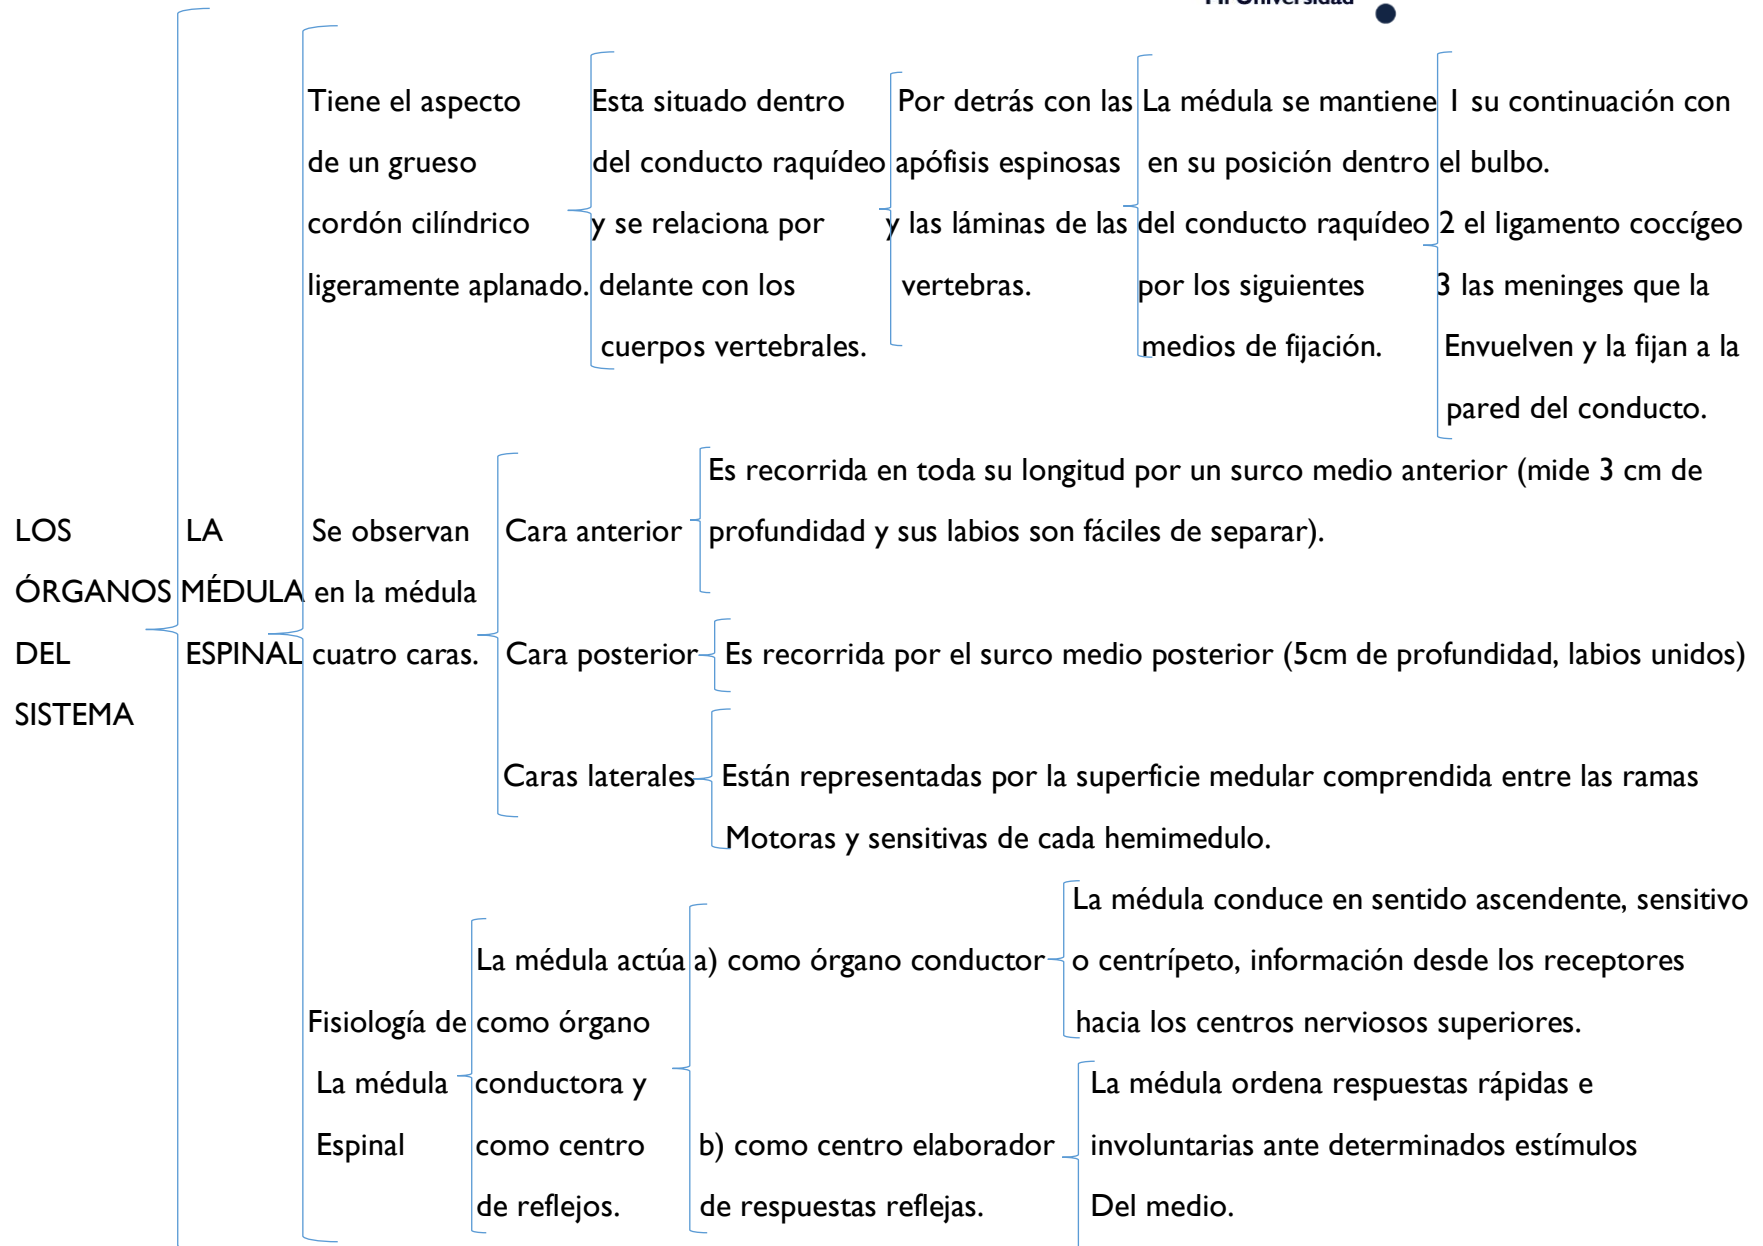 Mi Universidad
Tiene el aspecto
de un grueso
cordón cilíndrico
ligeramente aplanado.
Esta situado dentro
del conducto raquídeo
y se relaciona por
delante con los
cuerpos vertebrales.
Por detrás con las
apófisis espinosas
y las láminas de las
vertebras.
La médula se mantiene
en su posición dentro
del conducto raquídeo
por los siguientes
medios de fijación.
1 su continuación con
el bulbo.
2 el ligamento coccígeo
3 las meninges que la
Envuelven y la fijan a la
pared del conducto.
LOS
ÓRGANOS
DEL
SISTEMA
LA
MÉDULA
ESPINAL
Se observan
en la médula
cuatro caras.
Cara anterior
Es recorrida en toda su longitud por un surco medio anterior (mide 3 cm de
profundidad y sus labios son fáciles de separar).
Cara posterior
Es recorrida por el surco medio posterior (5cm de profundidad, labios unidos)
Caras laterales
Están representadas por la superficie medular comprendida entre las ramas
Motoras y sensitivas de cada hemimedulo.
Fisiología de
La médula
Espinal
La médula actúa
como órgano
conductora y
como centro
de reflejos.
a) como órgano conductor
La médula conduce en sentido ascendente, sensitivo
o centrípeto, información desde los receptores
hacia los centros nerviosos superiores.
b) como centro elaborador
de respuestas reflejas.
La médula ordena respuestas rápidas e
involuntarias ante determinados estímulos
Del medio.